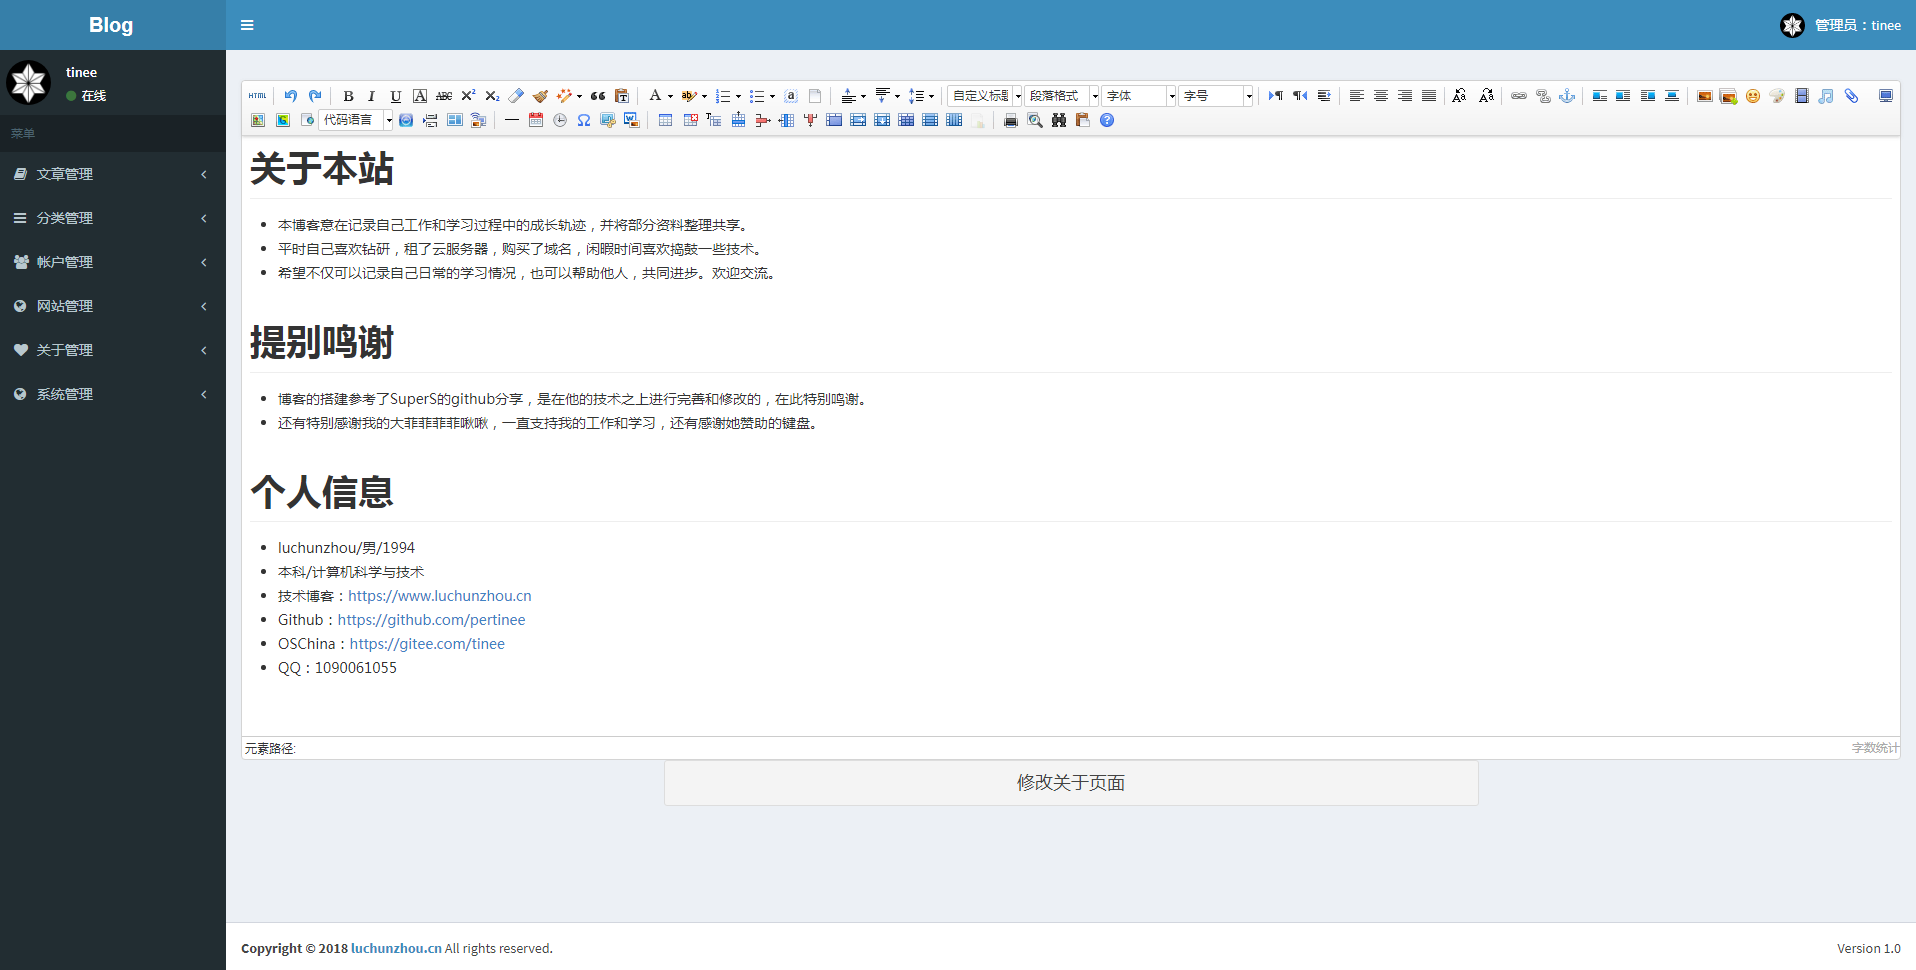 Blog
管理员：tinee
tinee
在线
菜单
文章管理
分类管理
帐户管理
网站管理
关于管理
系统管理
HTML B I U A ABC X² X₂ 自定义标题 段落格式 字体 字号
代码语言
关于本站
本博客意在记录自己工作和学习过程中的成长轨迹，并将部分资料整理共享。
平时自己喜欢钻研，租了云服务器，购买了域名，闲暇时间喜欢捣鼓一些技术。
希望不仅可以记录自己日常的学习情况，也可以帮助他人，共同进步。欢迎交流。
提别鸣谢
博客的搭建参考了SuperS的github分享，是在他的技术之上进行完善和修改的，在此特别鸣谢。
还有特别感谢我的大菲菲菲菲啾啾，一直支持我的工作和学习，还有感谢她赞助的键盘。
个人信息
luchunzhou/男/1994
本科/计算机科学与技术
技术博客：https://www.luchunzhou.cn
Github：https://github.com/pertinee
OSChina：https://gitee.com/tinee
QQ：1090061055
元素路径:
字数统计
修改关于页面
Copyright © 2018 luchunzhou.cn All rights reserved.
Version 1.0